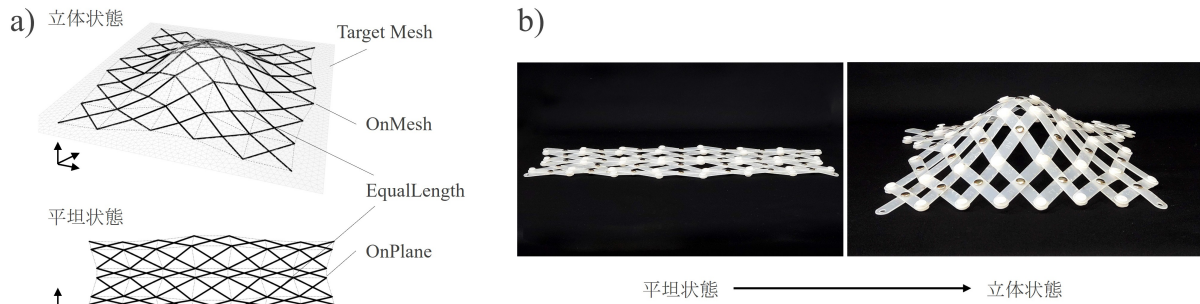 a)
立体状態
Target Mesh
OnMesh
EqualLength
平坦状態
OnPlane
b)
平坦状態
立体状態